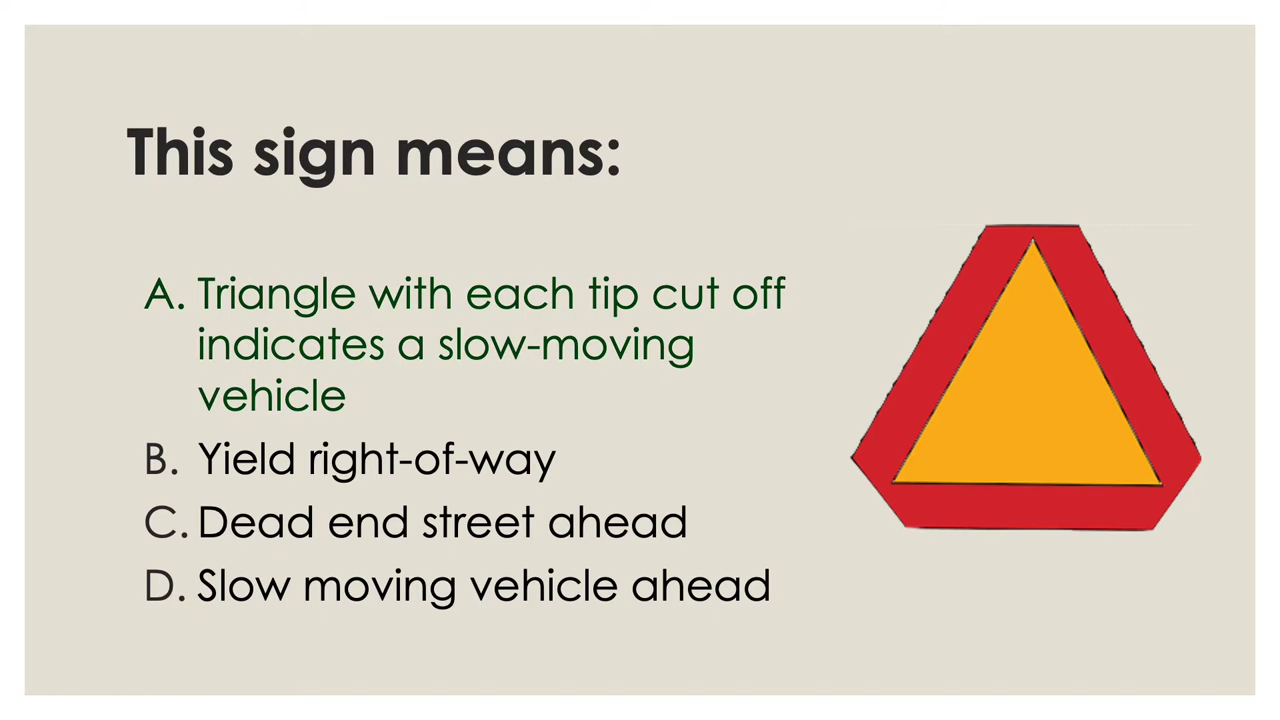 This sign means:
A. Triangle with each tip cut off
indicates a slow-moving
vehicle
B. Yield right-of-way
C. Dead end street ahead
D. Slow moving vehicle ahead